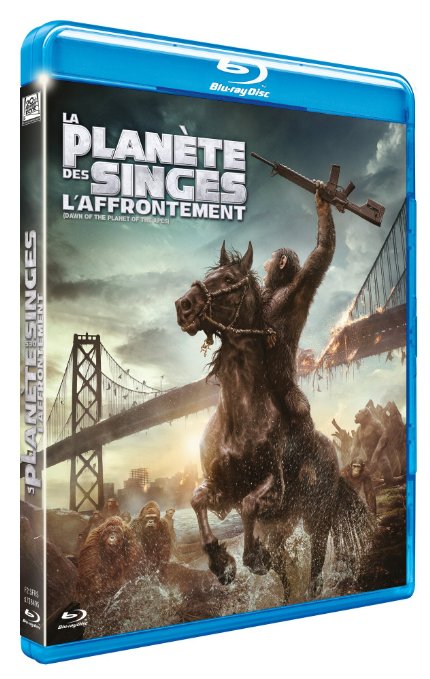 Blu-ray Disc
LA
PLANÈTE
DES SINGES
L'AFFRONTEMENT
(DAWN OF THE PLANET OF THE APES)
LA PLANÈTE DES SINGES
L'AFFRONTEMENT
Blu-ray Disc